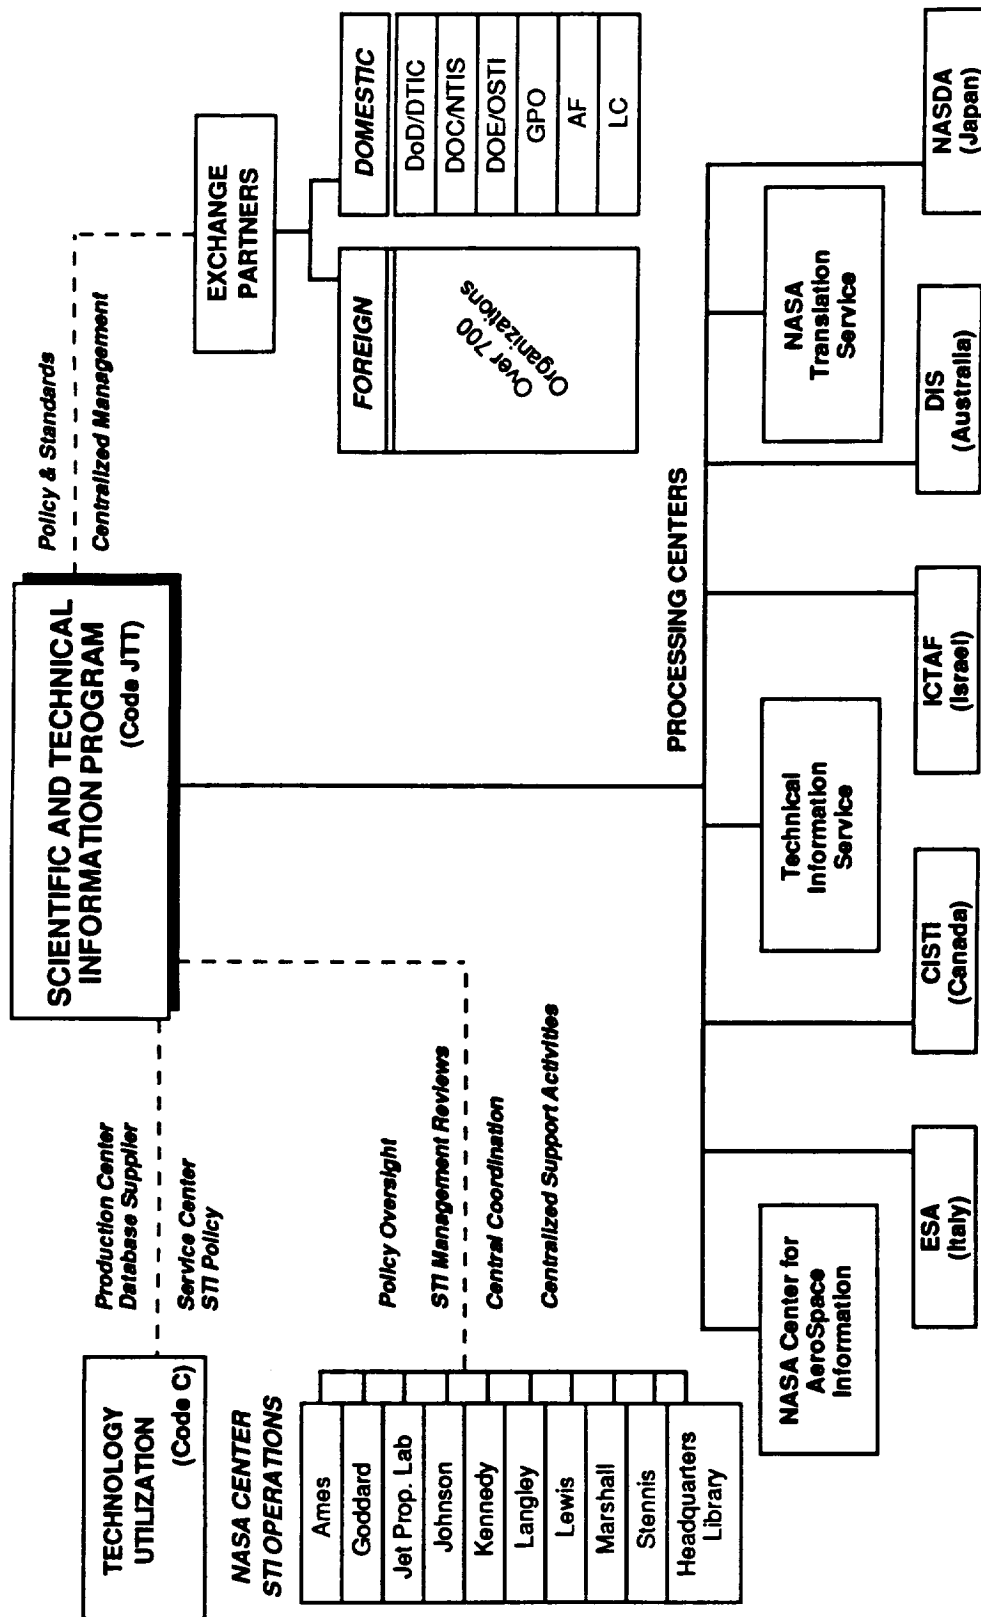 SCIENTIFIC AND TECHNICAL
INFORMATION PROGRAM
(Code JTT)
TECHNOLOGY
UTILIZATION
(Code C)
Production Center
Database Supplier
Service Center
STI Policy
Policy & Standards
Centralized Management
EXCHANGE
PARTNERS
FOREIGN
Over 700
Organizations
DOMESTIC
DoD/DTIC
DOC/NTIS
DOE/OSTI
GPO
AF
LC
NASA CENTER
STI OPERATIONS
Ames
Goddard
Jet Prop. Lab
Johnson
Kennedy
Langley
Lewis
Marshall
Stennis
Headquarters
Library
Policy Oversight
STI Management Reviews
Central Coordination
Centralized Support Activities
PROCESSING CENTERS
NASA Center for
AeroSpace
Information
Technical
Information
Service
NASA
Translation
Service
ESA
(Italy)
CISTI
(Canada)
ICTAF
(Israel)
DIS
(Australia)
NASDA
(Japan)